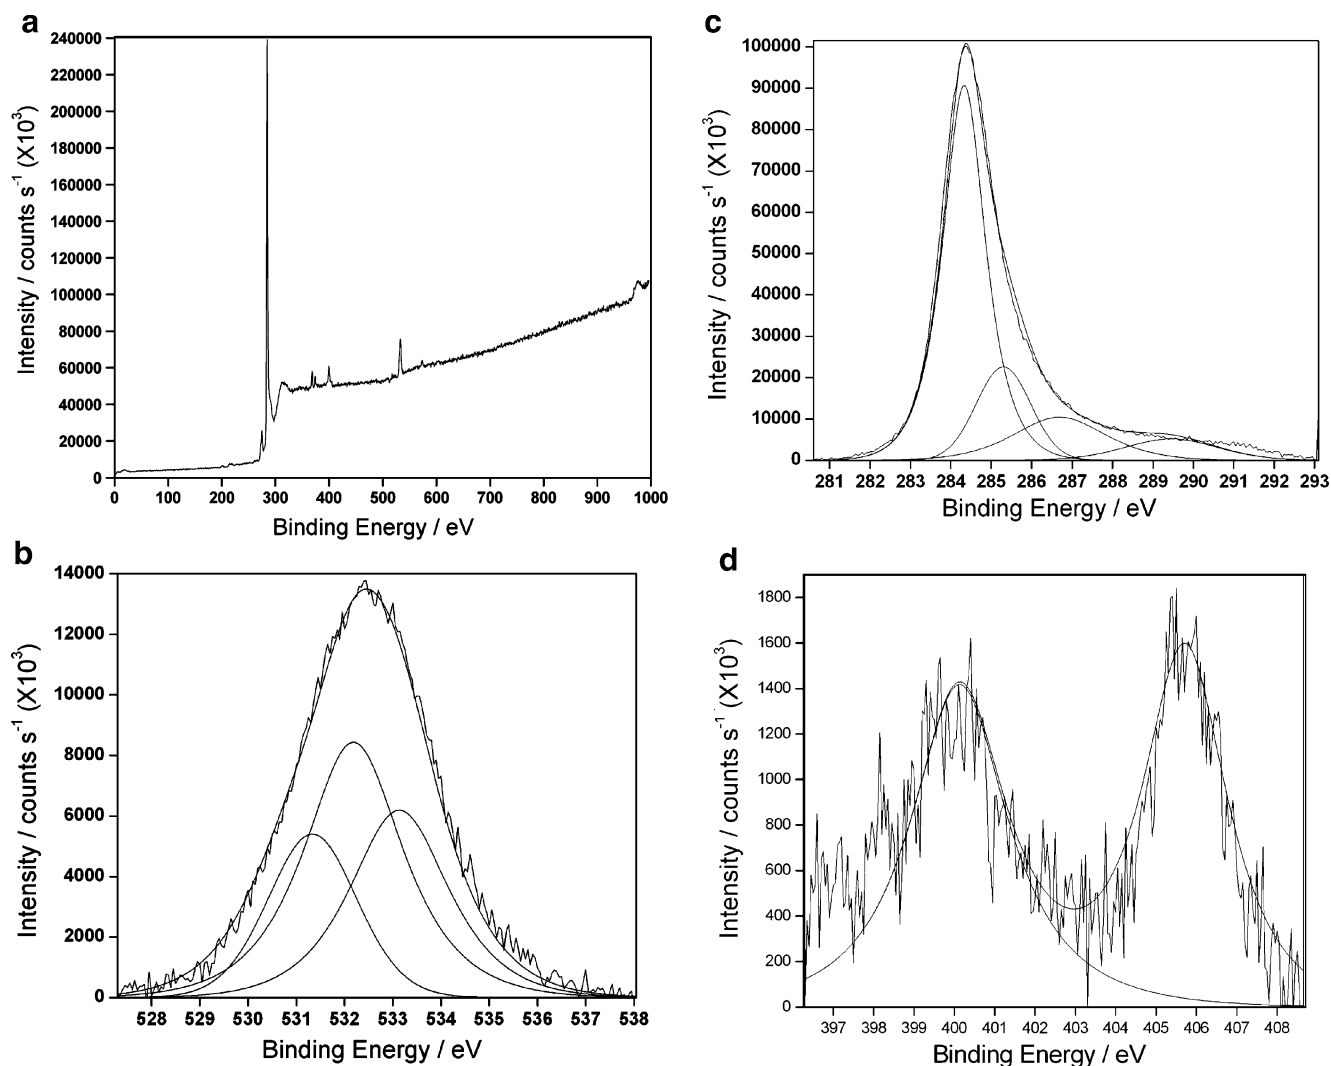 a
240000
220000
200000
180000
160000
140000
120000
100000
80000
60000
40000
20000
0
Intensity / counts s⁻¹ (X10³)
0 100 200 300 400 500 600 700 800 900 1000
Binding Energy / eV
c
100000
90000
80000
70000
60000
50000
40000
30000
20000
10000
0
Intensity / counts s⁻¹ (X10³)
281 282 283 284 285 286 287 288 289 290 291 292 293
Binding Energy / eV
b
14000
12000
10000
8000
6000
4000
2000
0
Intensity / counts s⁻¹ (X10³)
528 529 530 531 532 533 534 535 536 537 538
Binding Energy / eV
d
1800
1600
1400
1200
1000
800
600
400
200
0
Intensity / counts s⁻¹ (X10³)
397 398 399 400 401 402 403 404 405 406 407 408
Binding Energy / eV